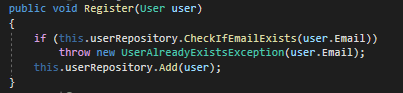 public void Register(User user)
{
    if (this.userRepository.CheckIfEmailExists(user.Email))
        throw new UserAlreadyExistsException(user.Email);
    this.userRepository.Add(user);
}